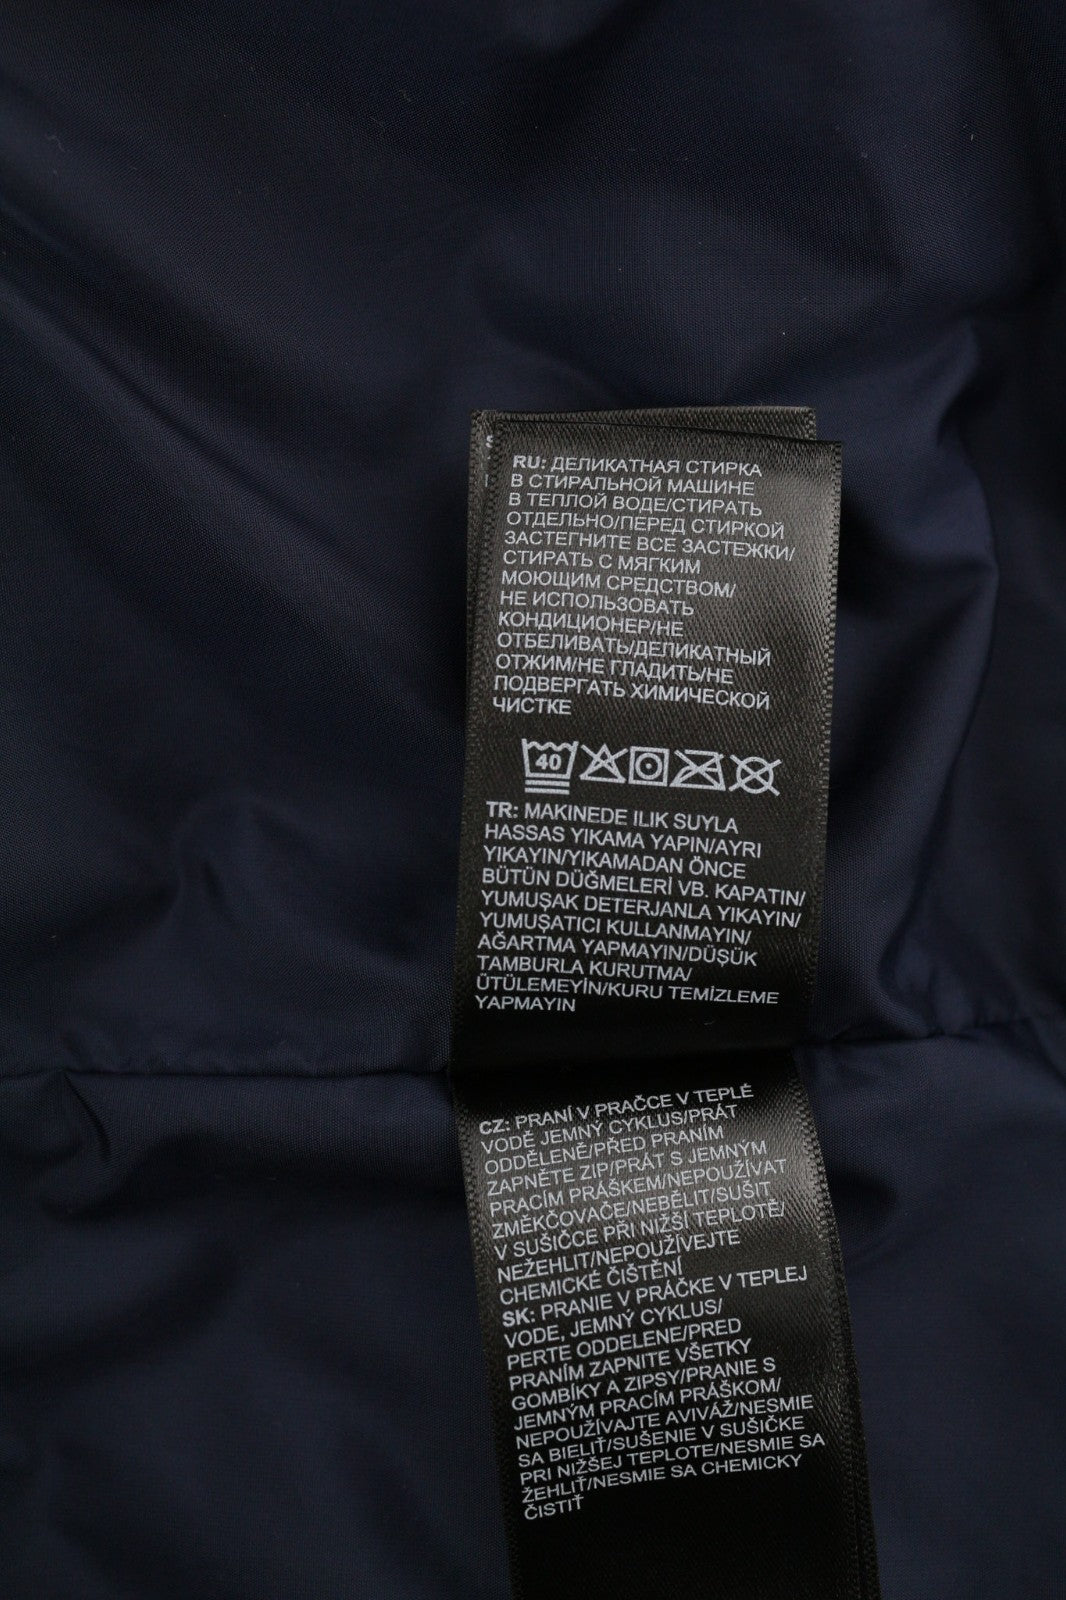 RU: ДЕЛИКАТНАЯ СТИРКА
В СТИРАЛЬНОЙ МАШИНЕ
В ТЕПЛОЙ ВОДЕ/СТИРАТЬ
ОТДЕЛЬНО/ПЕРЕД СТИРКОЙ
ЗАСТЕГНИТЕ ВСЕ ЗАСТЕЖКИ/
СТИРАТЬ С МЯГКИМ
МОЮЩИМ СРЕДСТВОМ/
НЕ ИСПОЛЬЗОВАТЬ
КОНДИЦИОНЕР/НЕ
ОТБЕЛИВАТЬ/ДЕЛИКАТНЫЙ
ОТЖИМ/НЕ ГЛАДИТЬ/НЕ
ПОДВЕРГАТЬ ХИМИЧЕСКОЙ
ЧИСТКЕ
40
TR: MAKINEDE ILIK SUYLA
HASSAS YIKAMA YAPIN/AYRI
YIKAYIN/YIKAMADAN ÖNCE
BÜTÜN DÜĞMELERİ VB. KAPATIN/
YUMUŞAK DETERJANLA YIKAYIN/
YUMUŞATICI KULLANMAYIN/
AĞARTMA YAPMAYIN/DÜŞÜK
TAMBURLA KURUTMA/
ÜTÜLEMEYİN/KURU TEMİZLEME
YAPMAYIN
CZ: PRANÍ V PRAČCE V TEPLÉ
VODĚ JEMNÝ CYKLUS/PRÁT
ODDĚLENĚ/PŘED PRANÍM
ZAPNĚTE ZIP/PRÁT S JEMNÝM
PRACÍM PRÁŠKEM/NEPOUŽÍVAT
ZMĚKČOVAČE/NEBĚLIT/SUŠIT
V SUŠIČCE PŘI NIŽŠÍ TEPLOTĚ/
NEŽEHLIT/NEPOUŽÍVEJTE
CHEMICKÉ ČIŠTĚNÍ
SK: PRANIE V PRÁČKE V TEPLEJ
VODE, JEMNÝ CYKLUS/
PERTE ODDELENE/PRED
PRANÍM ZAPNITE VŠETKY
GOMBÍKY A ZIPSY/PRANIE S
JEMNÝM PRACÍM PRÁŠKOM/
NEPOUŽÍVAJTE AVIVÁŽ/NESMIE
SA BIELIŤ/SUŠENIE V SUŠIČKE
PRI NIŽŠEJ TEPLOTE/NESMIE SA
ŽEHLIŤ/NESMIE SA CHEMICKY
ČISTIŤ